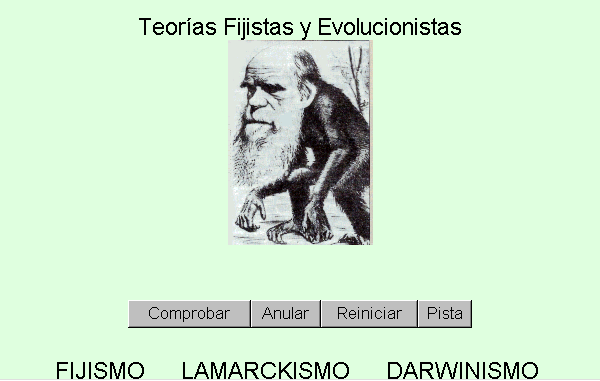 Teorías Fijistas y Evolucionistas
Comprobar Anular Reiniciar Pista
FIJISMO LAMARCKISMO DARWINISMO